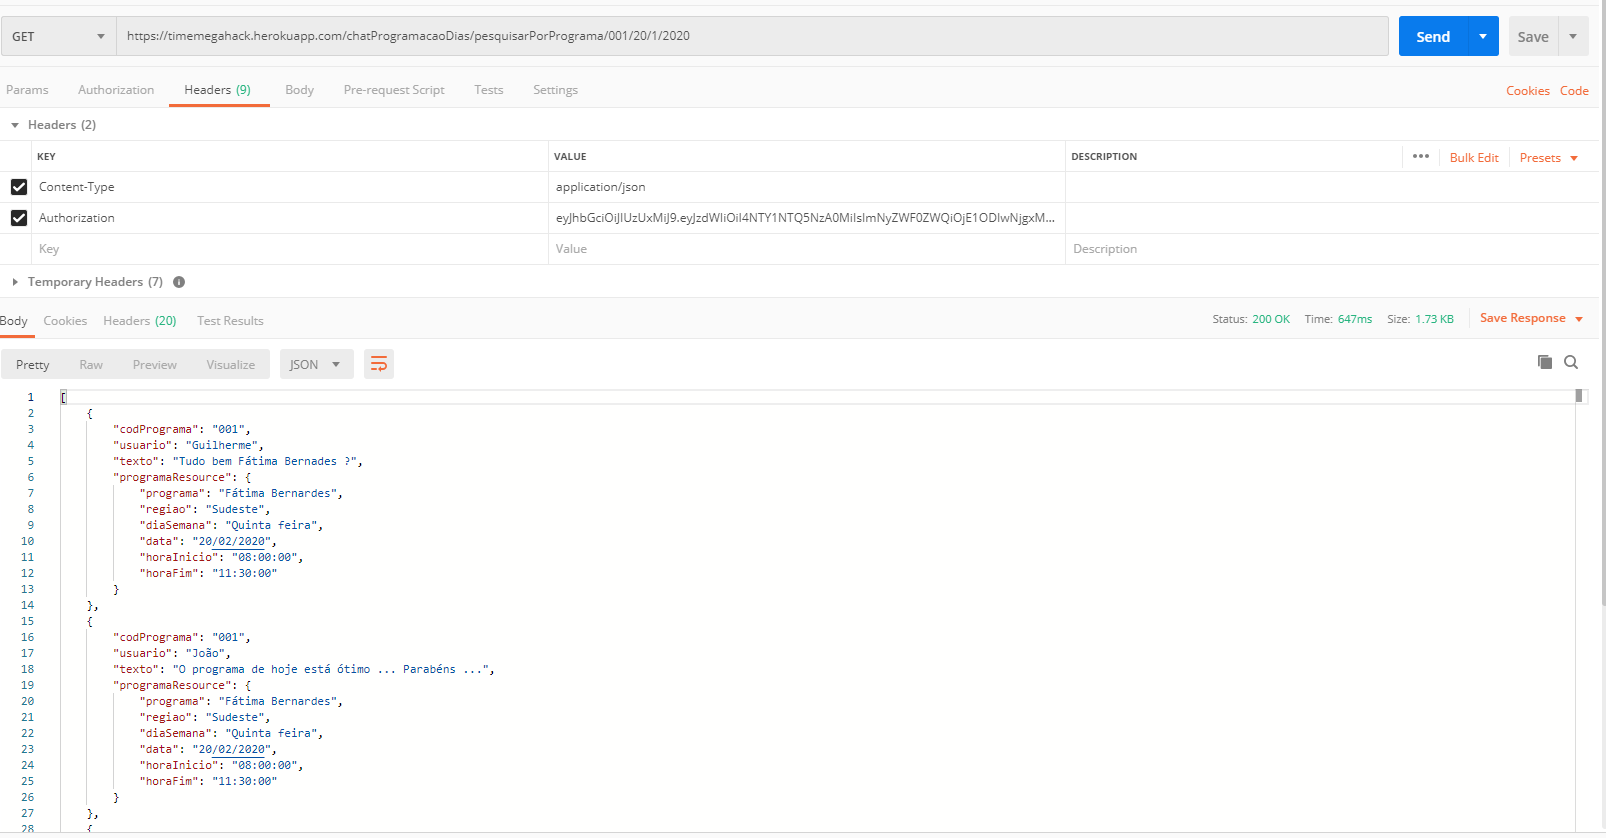 GET https://timemegahack.herokuapp.com/chatProgramacaoDias/pesquisarPorPrograma/001/20/1/2020 Send Save
Params Authorization Headers (9) Body Pre-request Script Tests Settings Cookies Code
Headers (2)
KEY VALUE DESCRIPTION ••• Bulk Edit Presets
Content-Type application/json
Authorization eyJhbGciOiJIUzUxMiJ9.eyJzdWIiOiI4NTY1NTQ5NzA0MiIsImNyZWF0ZWQiOjE1ODIwNjgxM...
Key Value Description
Temporary Headers (7)
Body Cookies Headers (20) Test Results Status: 200 OK Time: 647ms Size: 1.73 KB Save Response
Pretty Raw Preview Visualize JSON
1 [
2 {
3 "codPrograma": "001",
4 "usuario": "Guilherme",
5 "texto": "Tudo bem Fátima Bernades ?",
6 "programaResource": {
7 "programa": "Fátima Bernardes",
8 "regiao": "Sudeste",
9 "diaSemana": "Quinta feira",
10 "data": "20/02/2020",
11 "horaInicio": "08:00:00",
12 "horaFim": "11:30:00"
13 }
14 },
15 {
16 "codPrograma": "001",
17 "usuario": "João",
18 "texto": "O programa de hoje está ótimo ... Parabéns ...",
19 "programaResource": {
20 "programa": "Fátima Bernardes",
21 "regiao": "Sudeste",
22 "diaSemana": "Quinta feira",
23 "data": "20/02/2020",
24 "horaInicio": "08:00:00",
25 "horaFim": "11:30:00"
26 }
27 },
28 {